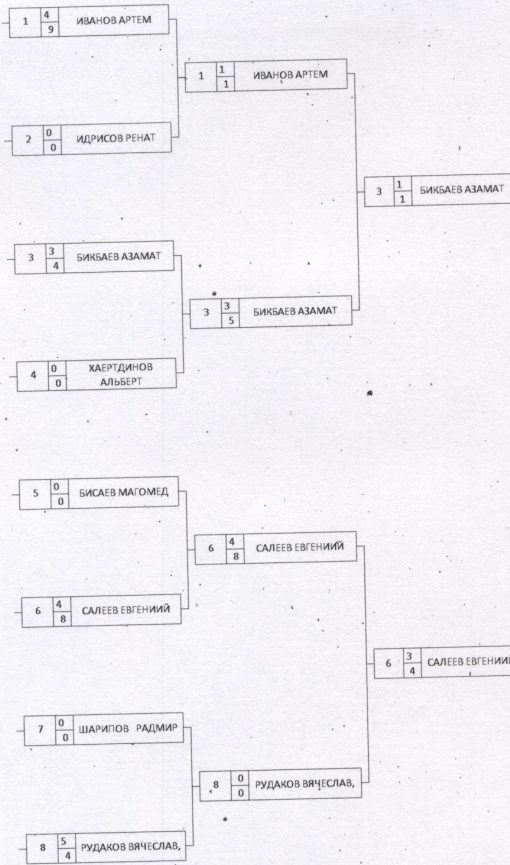 1 4 ИВАНОВ АРТЕМ
9
1 1 ИВАНОВ АРТЕМ
1
2 0 ИДРИСОВ РЕНАТ
0
3 1 БИКБАЕВ АЗАМАТ
1
3 3 БИКБАЕВ АЗАМАТ
4
3 3 БИКБАЕВ АЗАМАТ
5
4 0 ХАЕРТДИНОВ
0 АЛЬБЕРТ
5 0 БИСАЕВ МАГОМЕД
0
6 4 САЛЕЕВ ЕВГЕНИИЙ
8
6 4 САЛЕЕВ ЕВГЕНИИЙ
8
6 3 САЛЕЕВ ЕВГЕНИИЙ
4
7 0 ШАРИПОВ РАДМИР
0
8 0 РУДАКОВ ВЯЧЕСЛАВ,
0
8 5 РУДАКОВ ВЯЧЕСЛАВ,
4